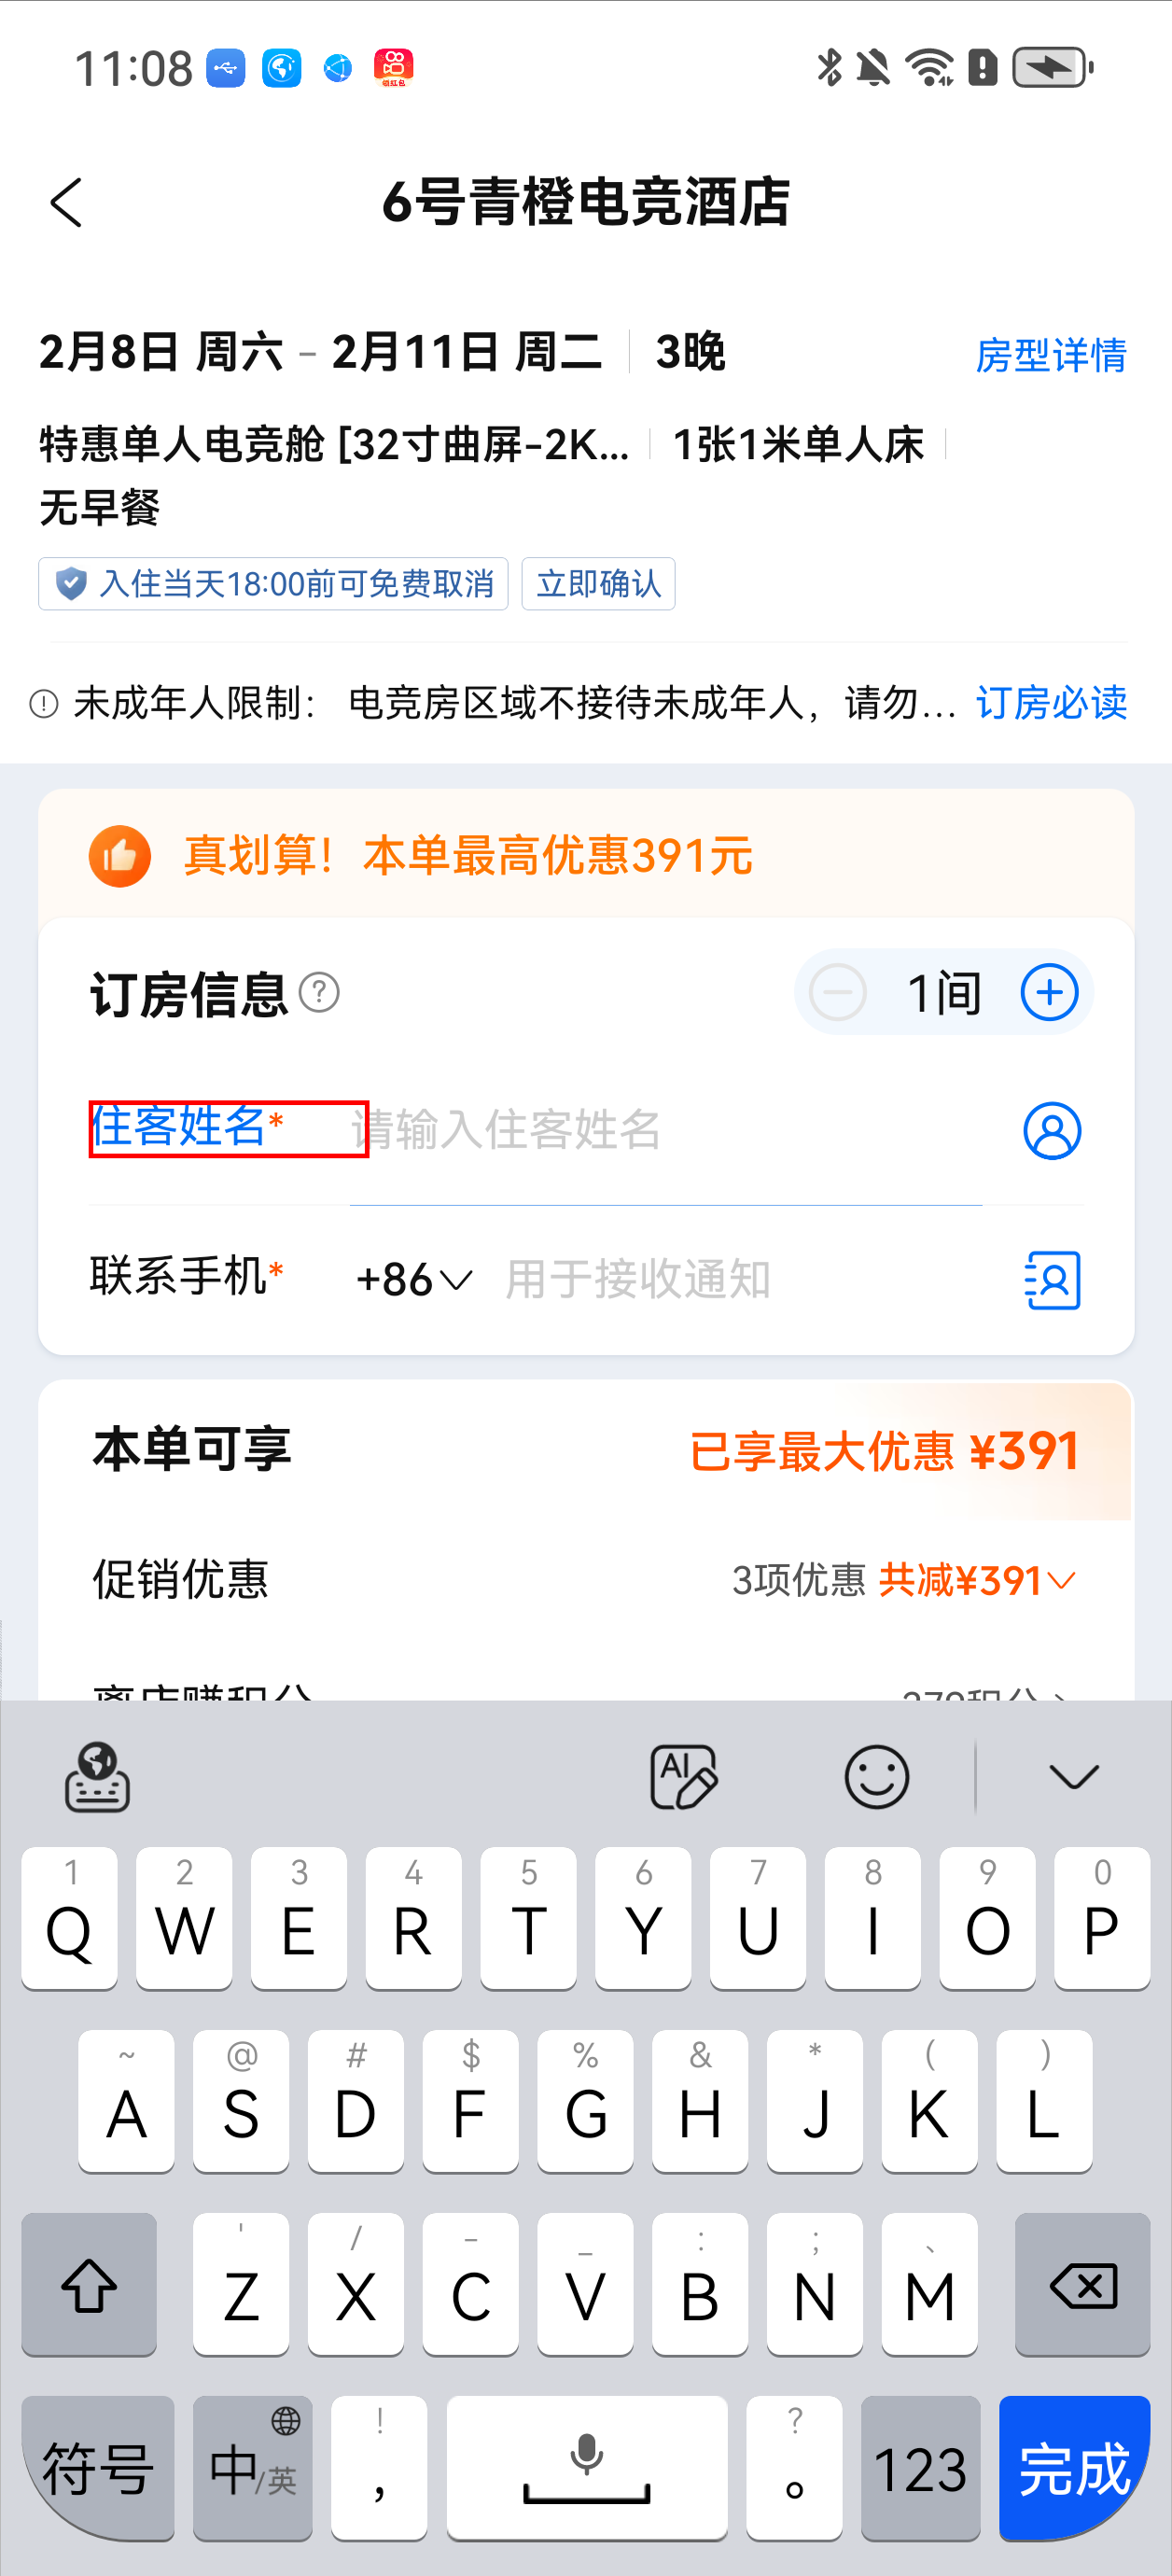 11:08
6号青橙电竞酒店
2月8日 周六 - 2月11日 周二 3晚 房型详情
特惠单人电竞舱 [32寸曲屏-2K... 1张1米单人床
无早餐
入住当天18:00前可免费取消 立即确认
未成年人限制： 电竞房区域不接待未成年人，请勿... 订房必读
真划算！本单最高优惠391元
订房信息 ? 1间
住客姓名* 请输入住客姓名
联系手机* +86 用于接收通知
本单可享 已享最大优惠 ¥391
促销优惠 3项优惠 共减¥391
AI
1 2 3 4 5 6 7 8 9 0
Q W E R T Y U I O P
~ @ # $ % & * ( )
A S D F G H J K L
' / - _ : ; 、
Z X C V B N M
! ?
符号 中/英 ， 。 123 完成